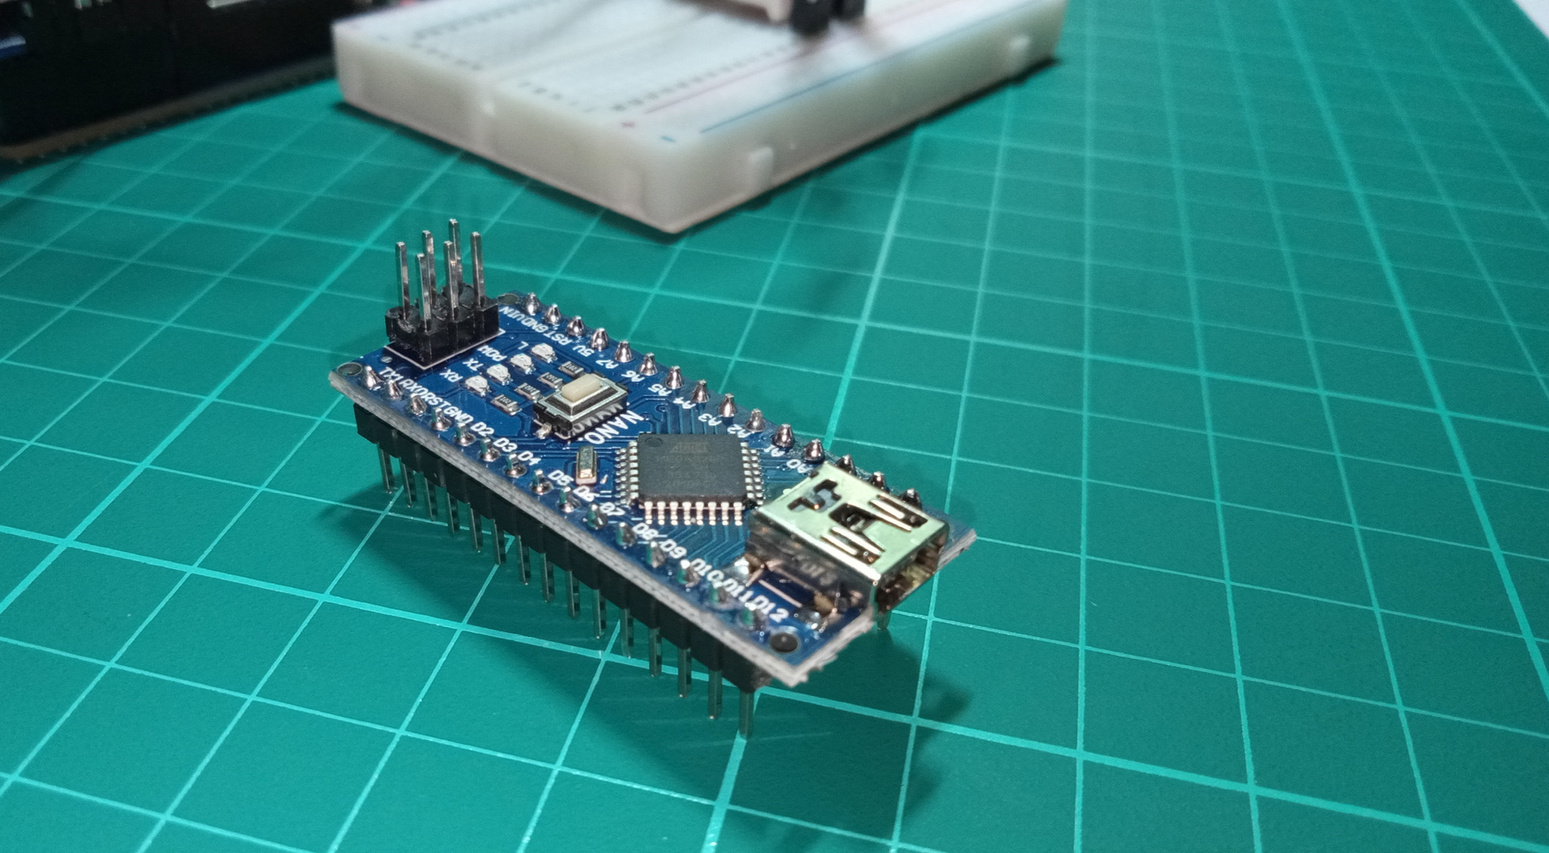 VIN
GND
RST
5V
A7
A6
A5
A4
A3
A2
A1
A0
L
POW
TX
RX
NANO
TX1
RX0
RST
GND
D2
D3
D4
D5
D6
D7
D8
D9
D10
D11
D12